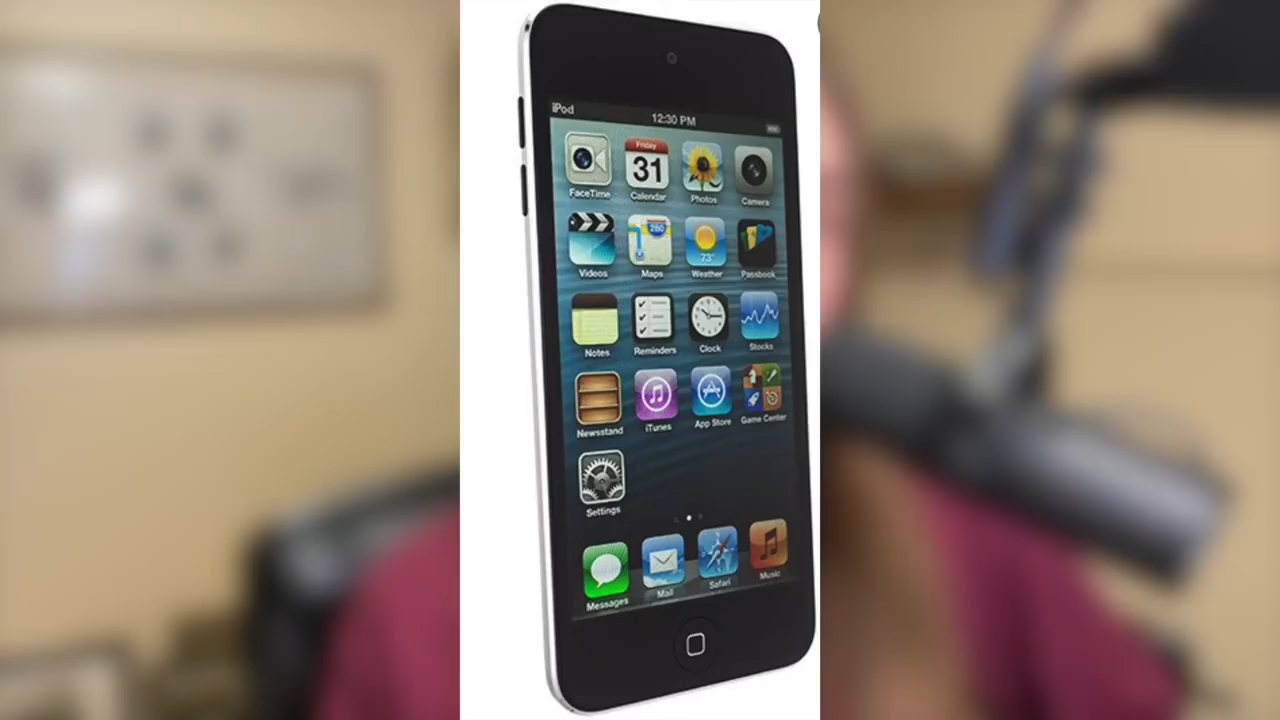 iPod
12:30 PM
FaceTime
Friday
31
Calendar
Photos
Camera
Videos
280
Maps
73°
Weather
Passbook
Notes
Reminders
Clock
Stocks
Newsstand
iTunes
App Store
Game Center
Settings
Messages
Mail
Safari
Music